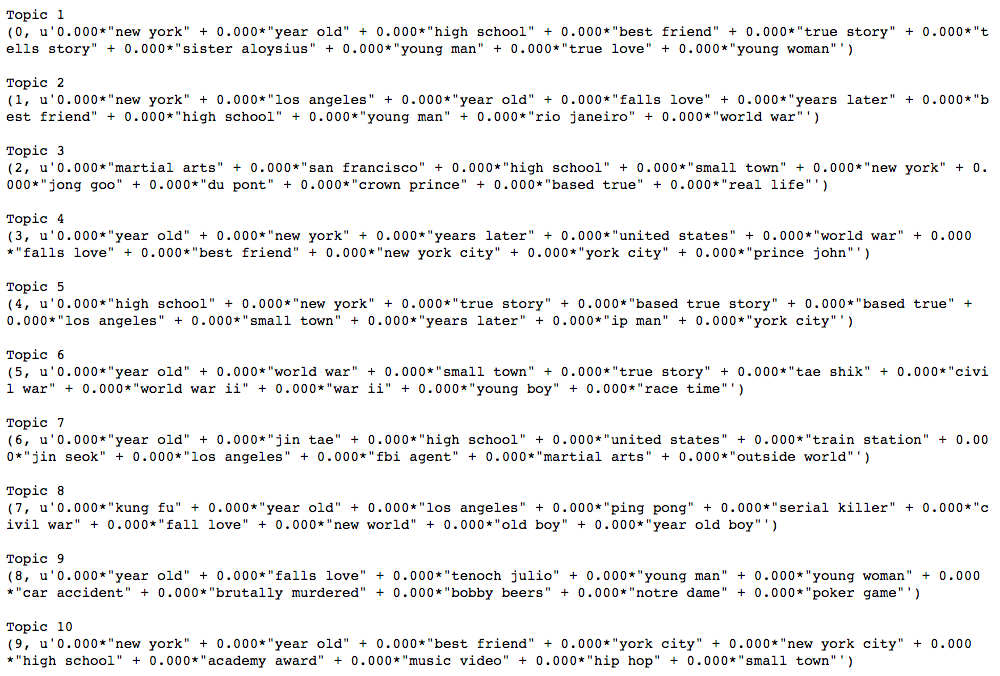 Topic 1
(0, u'0.000*"new york" + 0.000*"year old" + 0.000*"high school" + 0.000*"best friend" + 0.000*"true story" + 0.000*"t
ells story" + 0.000*"sister aloysius" + 0.000*"young man" + 0.000*"true love" + 0.000*"young woman"')
Topic 2
(1, u'0.000*"new york" + 0.000*"los angeles" + 0.000*"year old" + 0.000*"falls love" + 0.000*"years later" + 0.000*"b
est friend" + 0.000*"high school" + 0.000*"young man" + 0.000*"rio janeiro" + 0.000*"world war"')
Topic 3
(2, u'0.000*"martial arts" + 0.000*"san francisco" + 0.000*"high school" + 0.000*"small town" + 0.000*"new york" + 0.
000*"jong goo" + 0.000*"du pont" + 0.000*"crown prince" + 0.000*"based true" + 0.000*"real life"')
Topic 4
(3, u'0.000*"year old" + 0.000*"new york" + 0.000*"years later" + 0.000*"united states" + 0.000*"world war" + 0.000
*"falls love" + 0.000*"best friend" + 0.000*"new york city" + 0.000*"york city" + 0.000*"prince john"')
Topic 5
(4, u'0.000*"high school" + 0.000*"new york" + 0.000*"true story" + 0.000*"based true story" + 0.000*"based true" +
0.000*"los angeles" + 0.000*"small town" + 0.000*"years later" + 0.000*"ip man" + 0.000*"york city"')
Topic 6
(5, u'0.000*"year old" + 0.000*"world war" + 0.000*"small town" + 0.000*"true story" + 0.000*"tae shik" + 0.000*"civi
l war" + 0.000*"world war ii" + 0.000*"war ii" + 0.000*"young boy" + 0.000*"race time"')
Topic 7
(6, u'0.000*"year old" + 0.000*"jin tae" + 0.000*"high school" + 0.000*"united states" + 0.000*"train station" + 0.00
0*"jin seok" + 0.000*"los angeles" + 0.000*"fbi agent" + 0.000*"martial arts" + 0.000*"outside world"')
Topic 8
(7, u'0.000*"kung fu" + 0.000*"year old" + 0.000*"los angeles" + 0.000*"ping pong" + 0.000*"serial killer" + 0.000*"c
ivil war" + 0.000*"fall love" + 0.000*"new world" + 0.000*"old boy" + 0.000*"year old boy"')
Topic 9
(8, u'0.000*"year old" + 0.000*"falls love" + 0.000*"tenoch julio" + 0.000*"young man" + 0.000*"young woman" + 0.000
*"car accident" + 0.000*"brutally murdered" + 0.000*"bobby beers" + 0.000*"notre dame" + 0.000*"poker game"')
Topic 10
(9, u'0.000*"new york" + 0.000*"year old" + 0.000*"best friend" + 0.000*"york city" + 0.000*"new york city" + 0.000
*"high school" + 0.000*"academy award" + 0.000*"music video" + 0.000*"hip hop" + 0.000*"small town"')